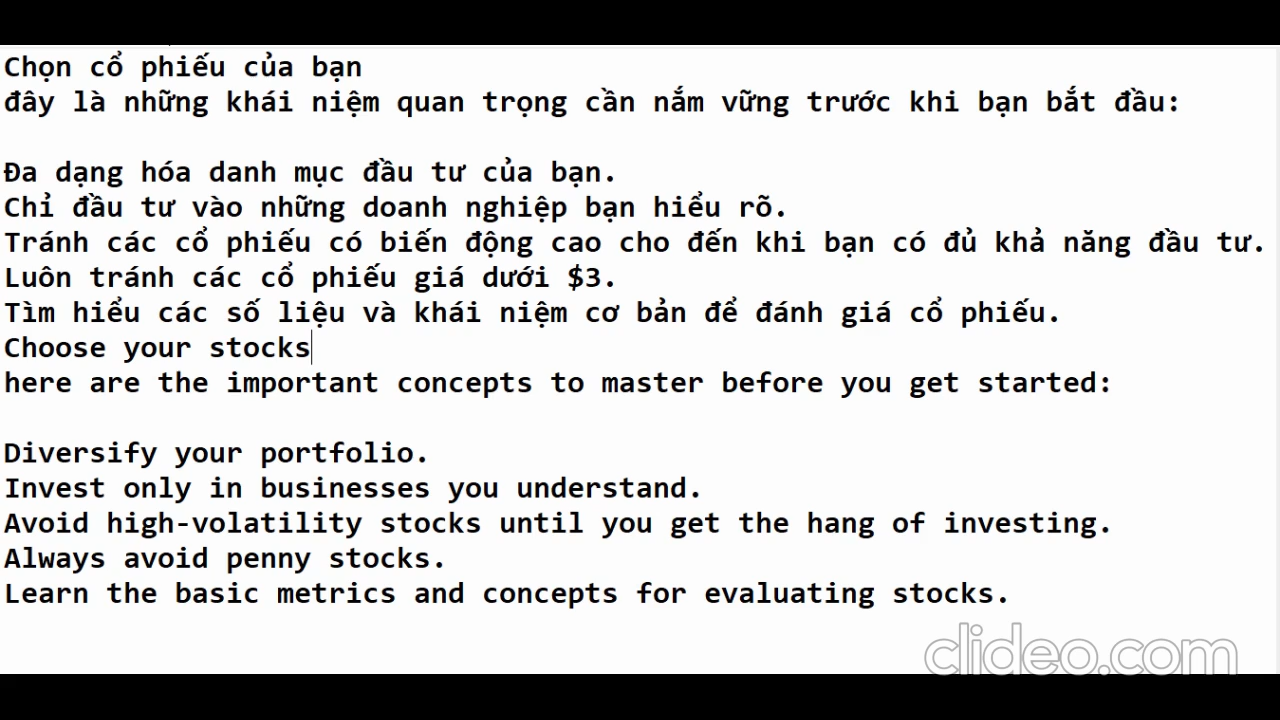 Chọn cổ phiếu của bạn
đây là những khái niệm quan trọng cần nắm vững trước khi bạn bắt đầu:
Đa dạng hóa danh mục đầu tư của bạn.
Chỉ đầu tư vào những doanh nghiệp bạn hiểu rõ.
Tránh các cổ phiếu có biến động cao cho đến khi bạn có đủ khả năng đầu tư.
Luôn tránh các cổ phiếu giá dưới $3.
Tìm hiểu các số liệu và khái niệm cơ bản để đánh giá cổ phiếu.
Choose your stocks
here are the important concepts to master before you get started:
Diversify your portfolio.
Invest only in businesses you understand.
Avoid high-volatility stocks until you get the hang of investing.
Always avoid penny stocks.
Learn the basic metrics and concepts for evaluating stocks.
clideo.com